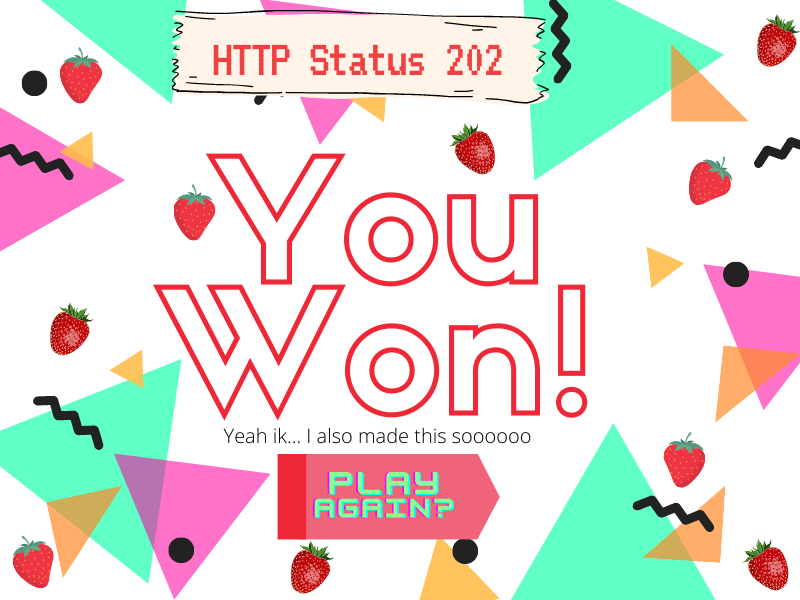 HTTP Status 202
You
Won!
Yeah ik... I also made this soooooo
PLAY
AGAIN?